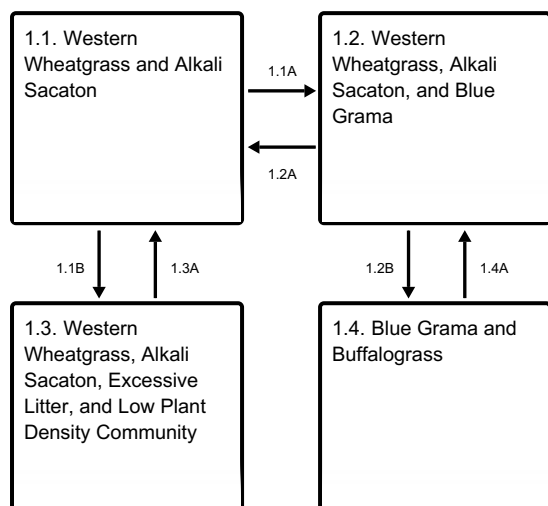 1.1. Western
Wheatgrass and Alkali
Sacaton
1.1A
1.2. Western
Wheatgrass, Alkali
Sacaton, and Blue
Grama
1.2A
1.1B
1.3A
1.2B
1.4A
1.3. Western
Wheatgrass, Alkali
Sacaton, Excessive
Litter, and Low Plant
Density Community
1.4. Blue Grama and
Buffalograss